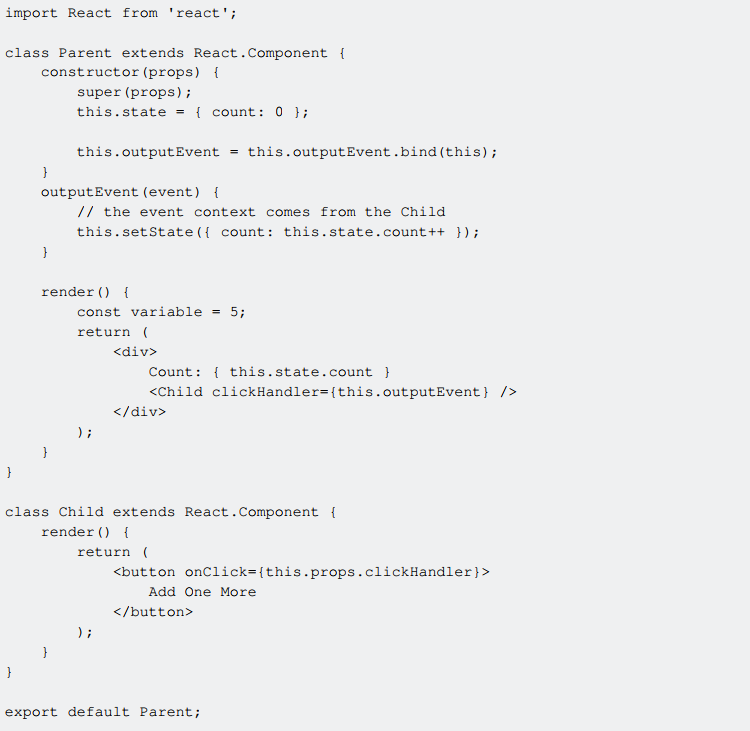 import React from 'react';

class Parent extends React.Component {
    constructor(props) {
        super(props);
        this.state = { count: 0 };

        this.outputEvent = this.outputEvent.bind(this);
    }
    outputEvent(event) {
        // the event context comes from the Child
        this.setState({ count: this.state.count++ });
    }

    render() {
        const variable = 5;
        return (
            <div>
                Count: { this.state.count }
                <Child clickHandler={this.outputEvent} />
            </div>
        );
    }
}

class Child extends React.Component {
    render() {
        return (
            <button onClick={this.props.clickHandler}>
                Add One More
            </button>
        );
    }
}

export default Parent;